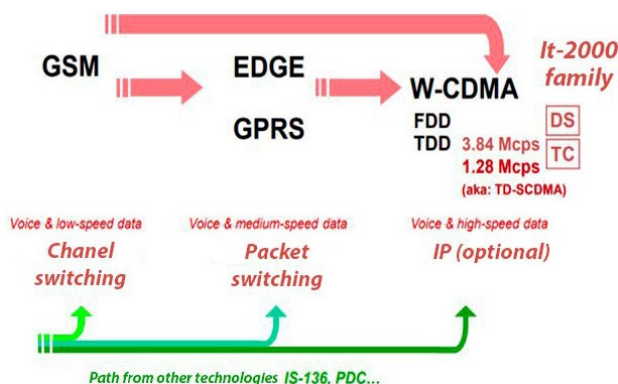 It-2000
family
GSM
EDGE
GPRS
W-CDMA
FDD
DS
TDD
3.84 Mcps
TC
1.28 Mcps
(aka: TD-SCDMA)
Voice & low-speed data
Voice & medium-speed data
Voice & high-speed data
Chanel
switching
Packet
switching
IP (optional)
Path from other technologies IS-136, PDC...